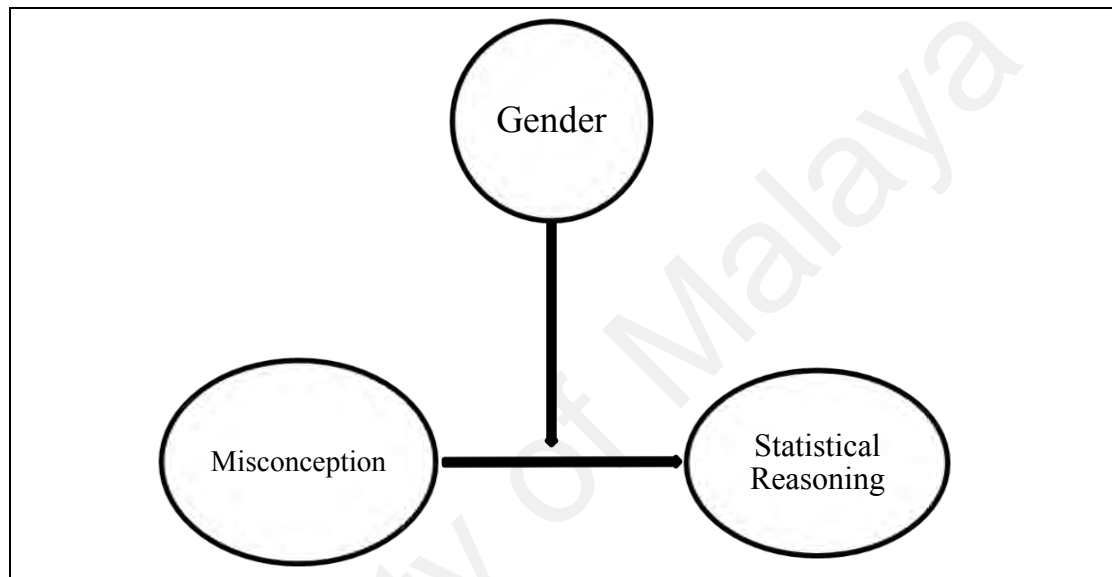 Gender
Misconception
Statistical
Reasoning
y of Malaya